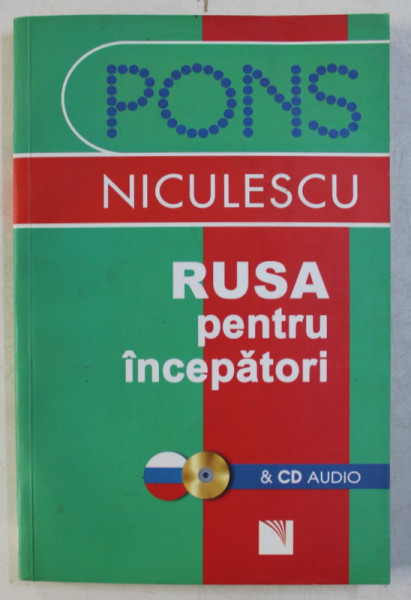 PONS
NICULESCU
RUSA
pentru
începători
& CD AUDIO